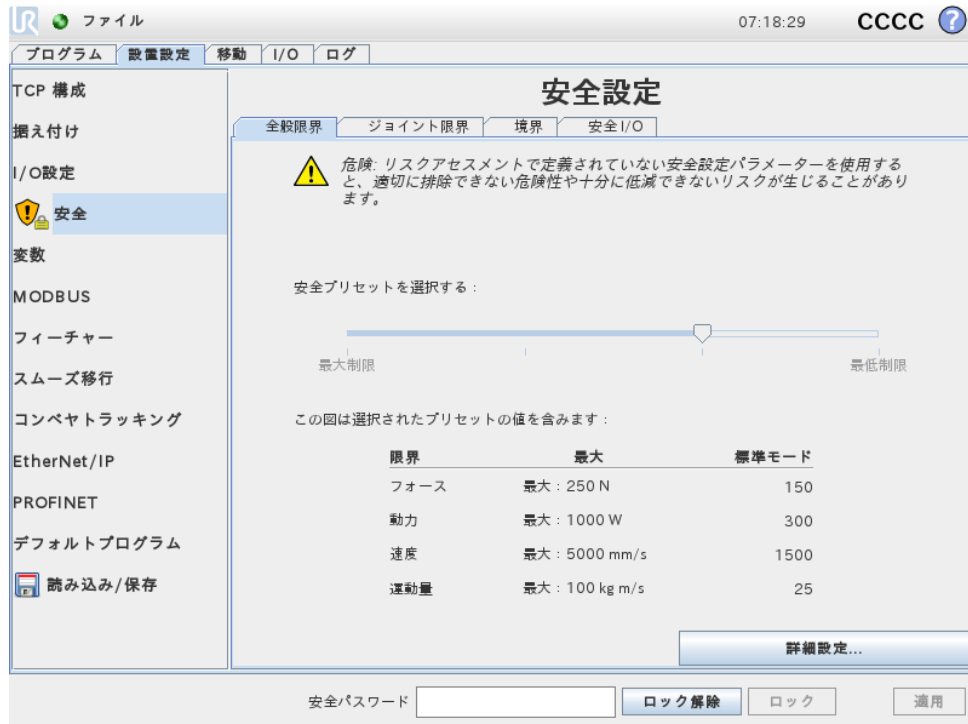 UR ファイル 07:18:29 CCCC ?
プログラム 設置設定 移動 I/O ログ
TCP 構成
据え付け
I/O設定
安全
変数
MODBUS
フィーチャー
スムーズ移行
コンベヤトラッキング
EtherNet/IP
PROFINET
デフォルトプログラム
読み込み/保存
安全設定
全般限界 ジョイント限界 境界 安全I/O
危険: リスクアセスメントで定義されていない安全設定パラメーターを使用する
と、適切に排除できない危険性や十分に低減できないリスクが生じることがあり
ます。
安全プリセットを選択する :
最大制限 最低制限
この図は選択されたプリセットの値を含みます :
限界 最大 標準モード
フォース 最大 : 250 N 150
動力 最大 : 1000 W 300
速度 最大 : 5000 mm/s 1500
運動量 最大 : 100 kg m/s 25
詳細設定...
安全パスワード ロック解除 ロック 適用